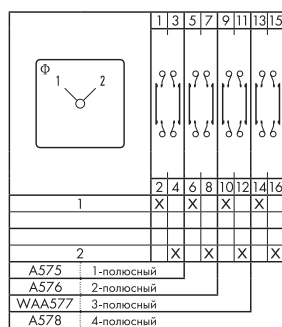 1 3 5 7 9 11 13 15
Ф
1 2
2 4 6 8 10 12 14 16
1 X X X X
2 X X X X
A575 1-полюсный
A576 2-полюсный
WAA577 3-полюсный
A578 4-полюсный